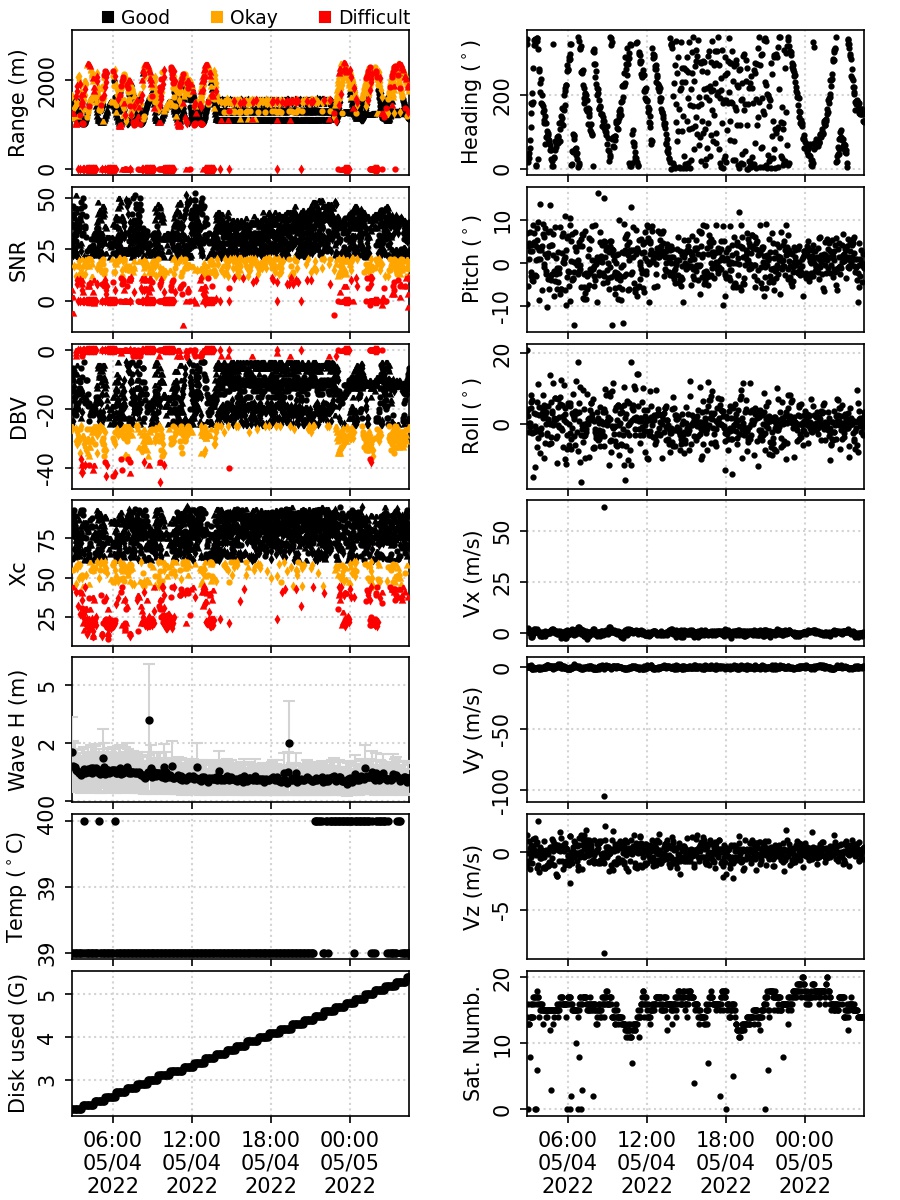 Good Okay Difficult
Range (m)
2000
0
Heading (°)
200
0
SNR
50
25
0
Pitch (°)
10
0
-10
DBV
0
-20
-40
Roll (°)
20
0
Xc
75
50
25
Vx (m/s)
50
25
0
Wave H (m)
5
2
0
Vy (m/s)
0
-50
-100
Temp (°C)
40
39
39
Vz (m/s)
0
-5
Disk used (G)
5
4
3
Sat. Numb.
20
10
0
06:00 12:00 18:00 00:00
05/04 05/04 05/04 05/05
2022 2022 2022 2022
06:00 12:00 18:00 00:00
05/04 05/04 05/04 05/05
2022 2022 2022 2022